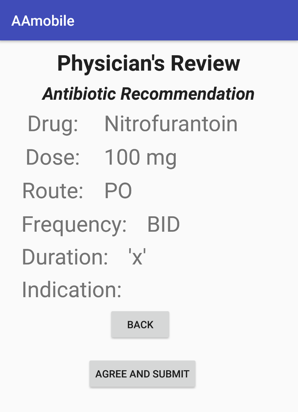 AAmobile
Physician's Review
Antibiotic Recommendation
Drug: Nitrofurantoin
Dose: 100 mg
Route: PO
Frequency: BID
Duration: 'x'
Indication:
BACK
AGREE AND SUBMIT